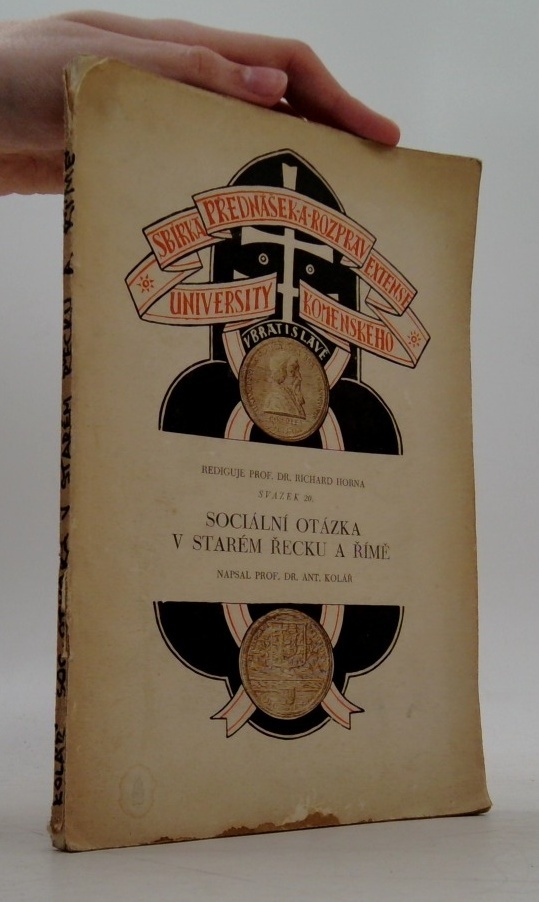 SBÍRKA PŘEDNÁŠEK·A·ROZPRAV EXTENSE
UNIVERSITY KOMENSKÉHO
V BRATISLAVĚ
REDIGUJE PROF. DR. RICHARD HORNA
SVAZEK 20.
SOCIÁLNÍ OTÁZKA
V STARÉM ŘECKU A ŘÍMĚ
NAPSAL PROF. DR. ANT. KOLÁŘ
KOLÁŘ SOC OTÁZKA V STARÉM ŘECKU A ŘÍMĚ